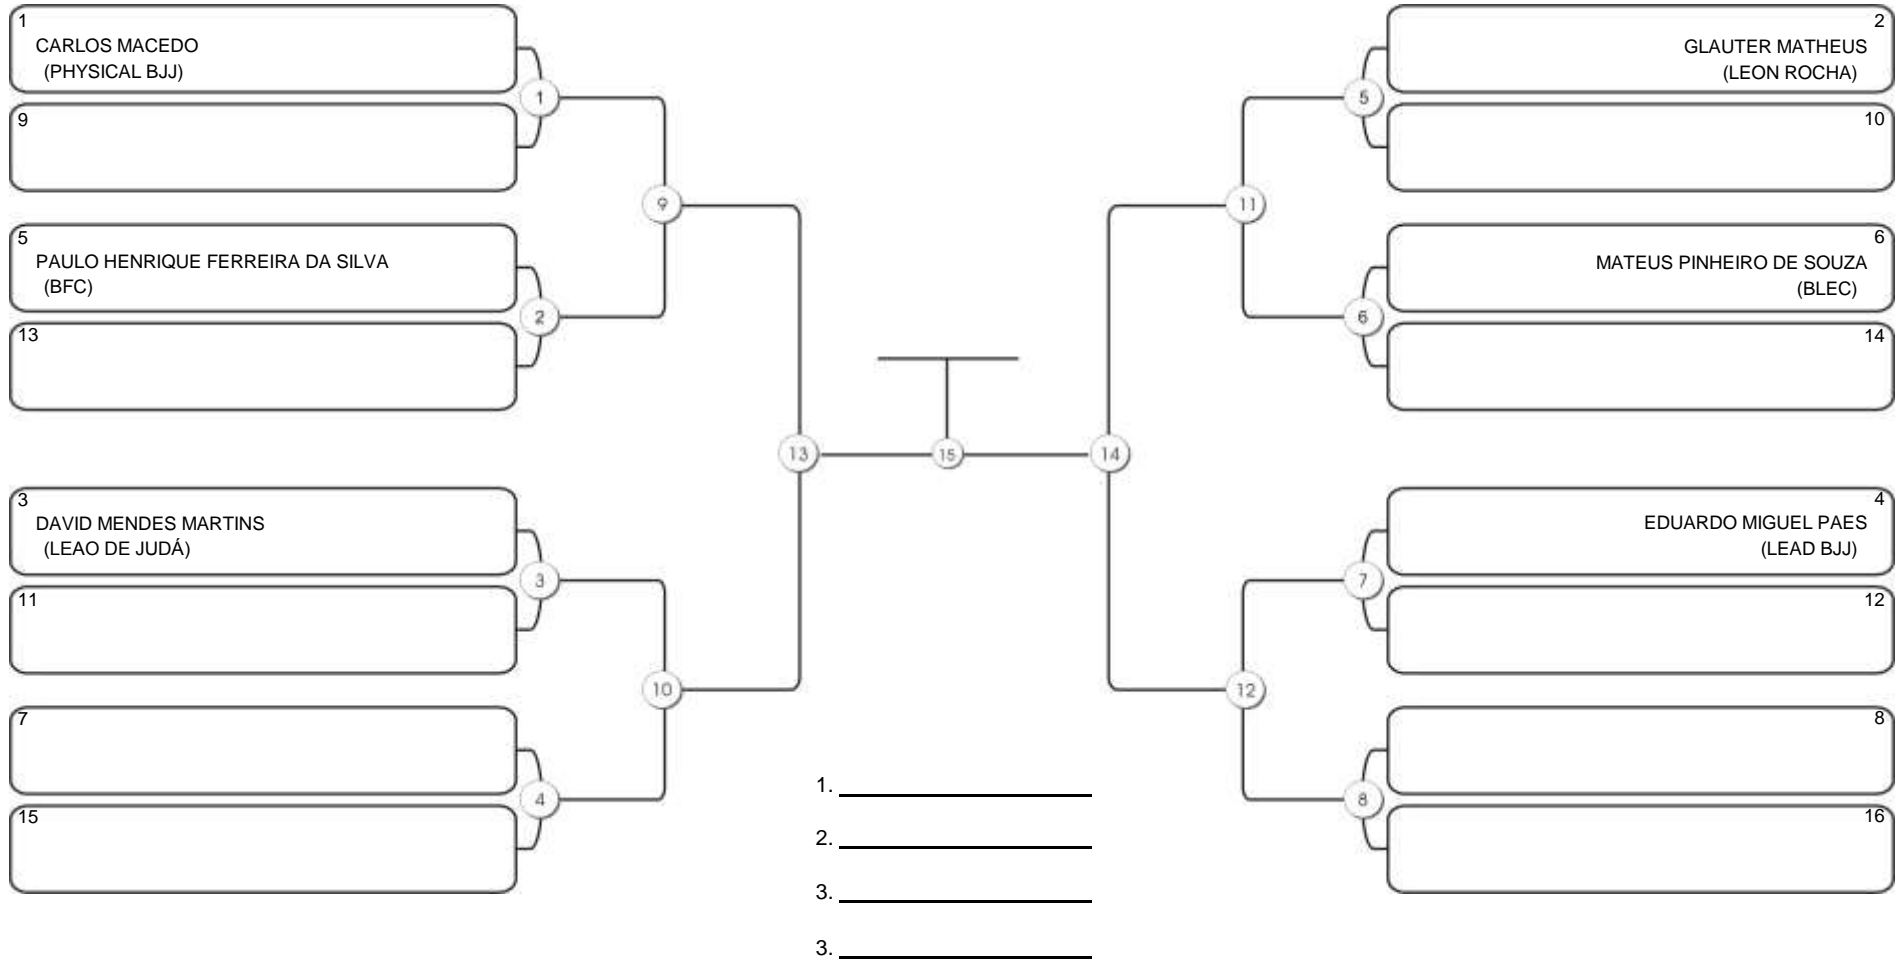 1
CARLOS MACEDO
(PHYSICAL BJJ)
9
1
5
PAULO HENRIQUE FERREIRA DA SILVA
(BFC)
13
2
9
3
DAVID MENDES MARTINS
(LEAO DE JUDÁ)
11
3
7
15
4
10
13
15
14
2
GLAUTER MATHEUS
(LEON ROCHA)
10
5
6
MATEUS PINHEIRO DE SOUZA
(BLEC)
14
6
11
4
EDUARDO MIGUEL PAES
(LEAD BJJ)
12
7
8
16
8
12
1.
2.
3.
3.